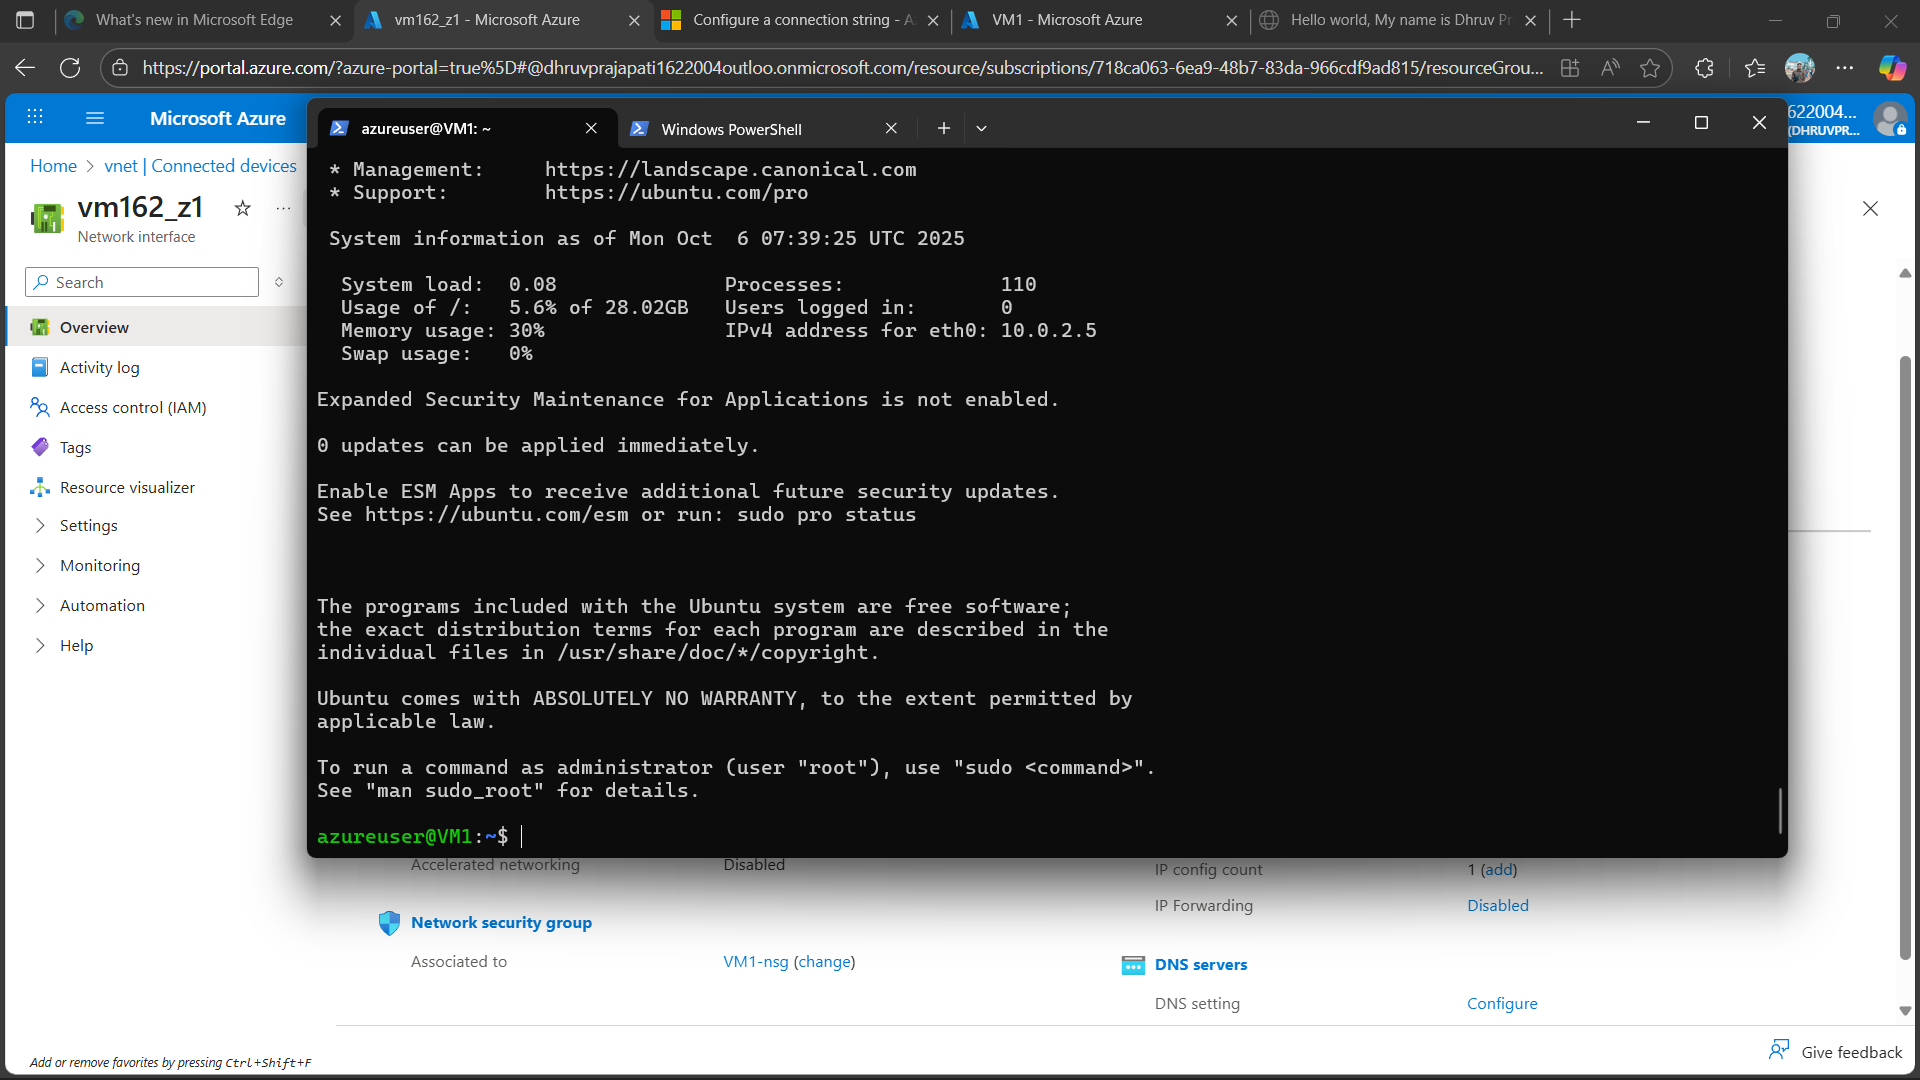 What's new in Microsoft Edge
vm162_z1 - Microsoft Azure
Configure a connection string - A
VM1 - Microsoft Azure
Hello world, My name is Dhruv Pr
https://portal.azure.com/?azure-portal=true%5D#@dhruvprajapati1622004outloo.onmicrosoft.com/resource/subscriptions/718ca063-6ea9-48b7-83da-966cdf9ad815/resourceGrou...
Microsoft Azure
622004...
(DHRUVPR...
Home > vnet | Connected devices
vm162_z1
Network interface
Search
Overview
Activity log
Access control (IAM)
Tags
Resource visualizer
Settings
Monitoring
Automation
Help
azureuser@VM1: ~
Windows PowerShell
* Management:     https://landscape.canonical.com
* Support:        https://ubuntu.com/pro
System information as of Mon Oct  6 07:39:25 UTC 2025
System load:  0.08              Processes:             110
Usage of /:   5.6% of 28.02GB   Users logged in:       0
Memory usage: 30%               IPv4 address for eth0: 10.0.2.5
Swap usage:   0%
Expanded Security Maintenance for Applications is not enabled.
0 updates can be applied immediately.
Enable ESM Apps to receive additional future security updates.
See https://ubuntu.com/esm or run: sudo pro status
The programs included with the Ubuntu system are free software;
the exact distribution terms for each program are described in the
individual files in /usr/share/doc/*/copyright.
Ubuntu comes with ABSOLUTELY NO WARRANTY, to the extent permitted by
applicable law.
To run a command as administrator (user "root"), use "sudo <command>".
See "man sudo_root" for details.
azureuser@VM1:~$
Accelerated networking Disabled
Network security group
Associated to VM1-nsg (change)
IP config count 1 (add)
IP Forwarding Disabled
DNS servers
DNS setting Configure
Add or remove favorites by pressing Ctrl+Shift+F
Give feedback